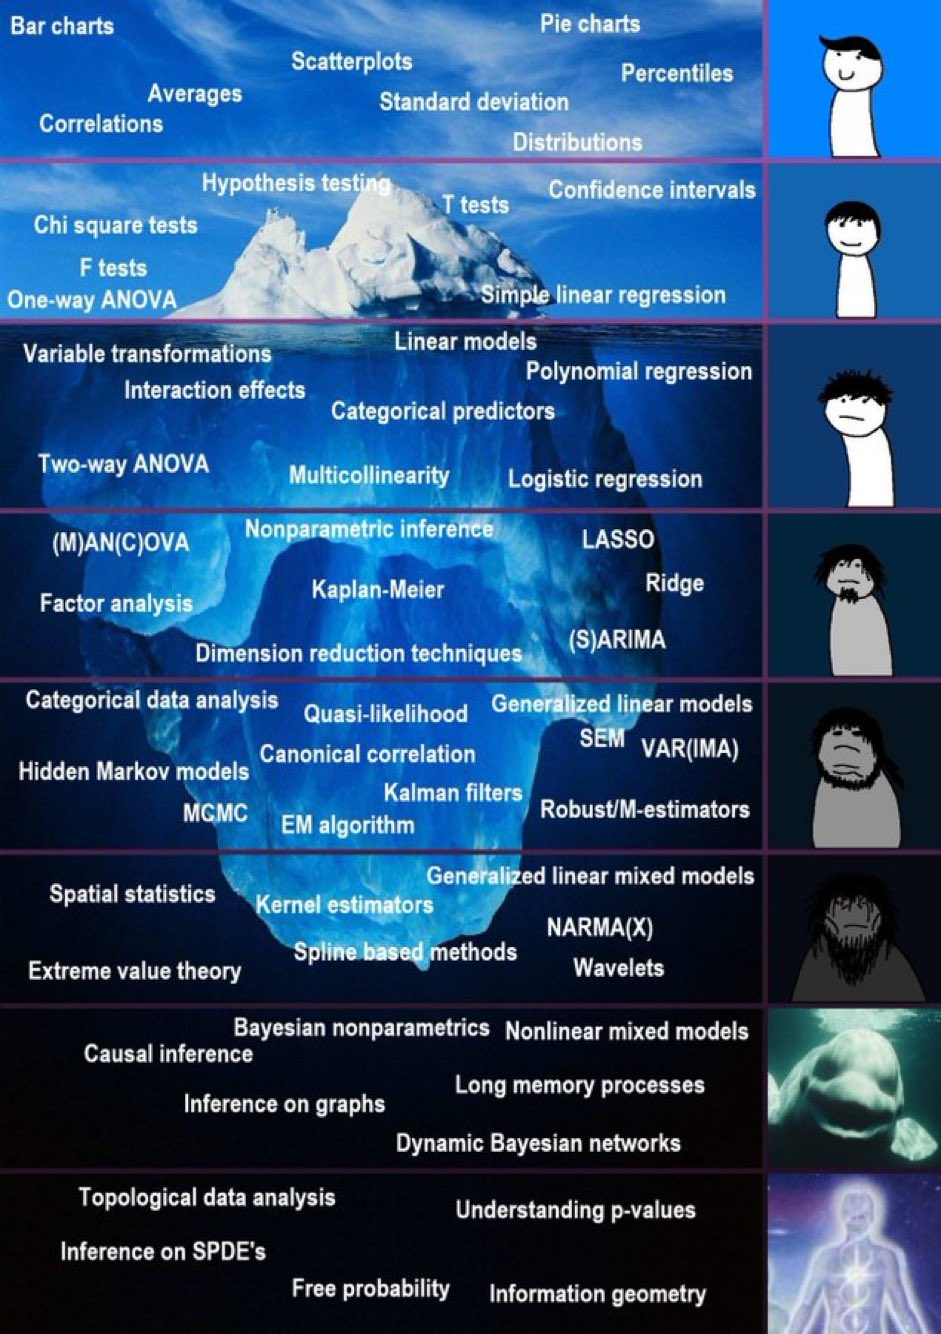 Bar charts
Pie charts
Scatterplots
Percentiles
Averages
Standard deviation
Correlations
Distributions
Hypothesis testing
Confidence intervals
T tests
Chi square tests
F tests
One-way ANOVA
Simple linear regression
Linear models
Variable transformations
Polynomial regression
Interaction effects
Categorical predictors
Two-way ANOVA
Multicollinearity
Logistic regression
Nonparametric inference
(M)AN(C)OVA
LASSO
Kaplan-Meier
Ridge
Factor analysis
(S)ARIMA
Dimension reduction techniques
Categorical data analysis
Generalized linear models
Quasi-likelihood
SEM
VAR(IMA)
Canonical correlation
Hidden Markov models
Kalman filters
MCMC
Robust/M-estimators
EM algorithm
Generalized linear mixed models
Spatial statistics
Kernel estimators
NARMA(X)
Spline based methods
Extreme value theory
Wavelets
Bayesian nonparametrics
Nonlinear mixed models
Causal inference
Long memory processes
Inference on graphs
Dynamic Bayesian networks
Topological data analysis
Understanding p-values
Inference on SPDE's
Free probability
Information geometry